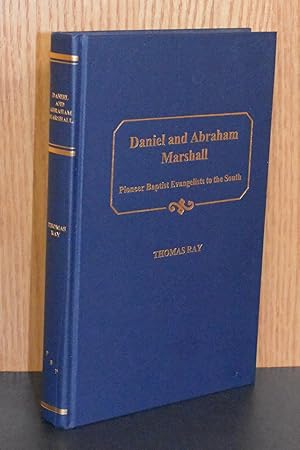 DANIEL
AND
ABRAHAM
MARSHALL
THOMAS
RAY
Daniel and Abraham
Marshall
Pioneer Baptist Evangelists to the South
THOMAS RAY